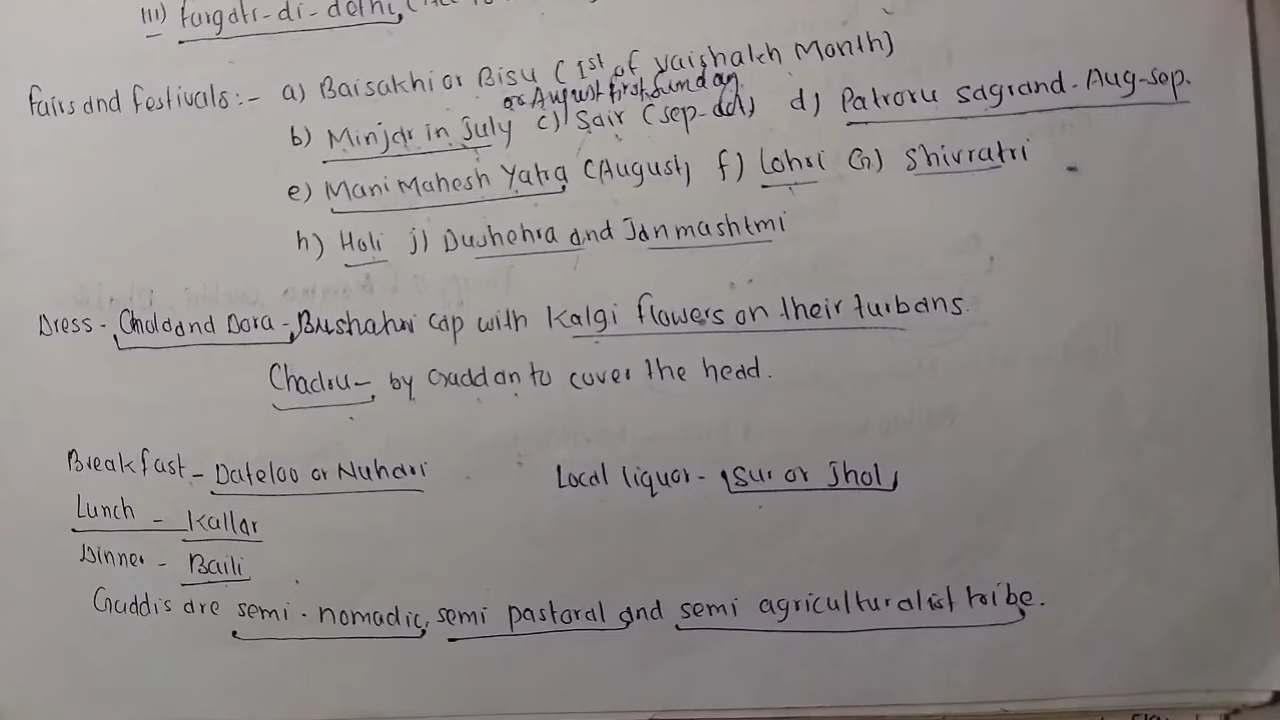 III) Furgati-di-dethi,
Fairs and Festivals:- a) Baisakhi or Bisu (1st of Vaishakh Month)
or August first Sunday
b) Minjar in July c) Sair (Sep-oct) d) Patroru Sagrand. Aug-sep.
e) Mani Mahesh Yatra (August) f) Lohri G) Shivratri
h) Holi j) Dushehra and Janmashtmi
Dress - Chola and Dora - Bushahri cap with Kalgi flowers on their turbans.
Chadru - by Gaddan to cover the head.
Breakfast - Dateloo or Nuhari Local liquor - Sur or Jhol
Lunch - Kallar
Dinner - Baili
Gaddis are semi-nomadic, semi pastoral and semi agriculturalist tribe.